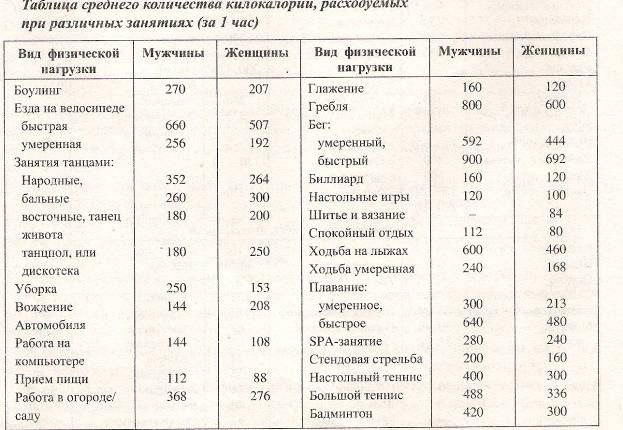 Таблица среднего количества килокалорий, расходуемых
при различных занятиях (за 1 час)
Вид физической нагрузки Мужчины Женщины
Боулинг 270 207
Езда на велосипеде
быстрая 660 507
умеренная 256 192
Занятия танцами:
Народные, 352 264
бальные 260 300
восточные, танец 180 200
живота
танцпол, или 180 250
дискотека
Уборка 250 153
Вождение 144 208
Автомобиля
Работа на 144 108
компьютере
Прием пищи 112 88
Работа в огороде/ 368 276
саду
Вид физической нагрузки Мужчины Женщины
Глажение 160 120
Гребля 800 600
Бег:
умеренный, 592 444
быстрый 900 692
Биллиард 160 120
Настольные игры 120 100
Шитье и вязание – 84
Спокойный отдых 112 80
Ходьба на лыжах 600 460
Ходьба умеренная 240 168
Плавание:
умеренное, 300 213
быстрое 640 480
SPA-занятие 280 240
Стендовая стрельба 200 160
Настольный теннис 400 300
Большой теннис 488 336
Бадминтон 420 300